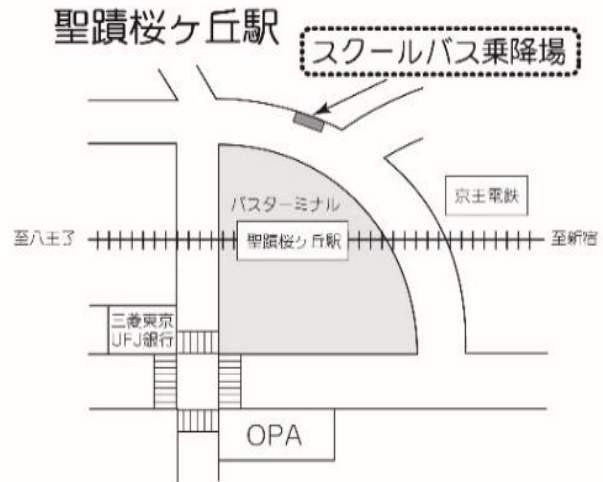 聖蹟桜ヶ丘駅
スクールバス乗降場
バスターミナル
京王電鉄
至八王子
聖蹟桜ヶ丘駅
至新宿
三菱東京
UFJ銀行
OPA